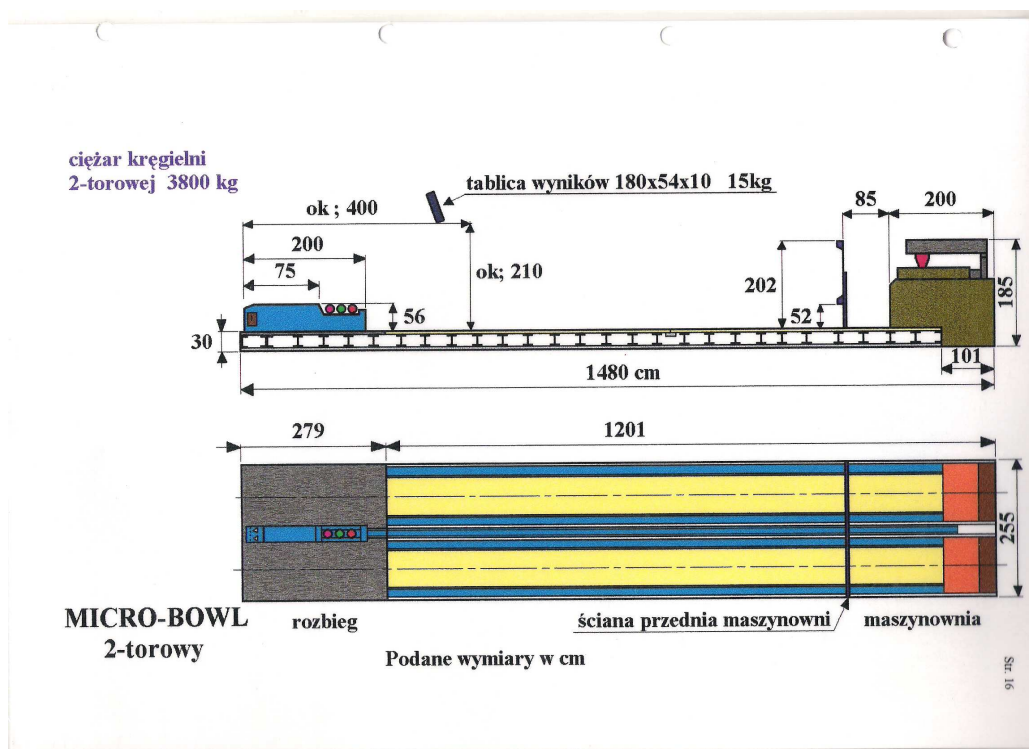 ciężar kręgielni
2-torowej 3800 kg
tablica wyników 180x54x10 15kg
ok ; 400
85
200
200
75
ok; 210
202
185
56
52
30
101
1480 cm
279
1201
255
MICRO-BOWL
2-torowy
rozbieg
ściana przednia maszynowni
maszynownia
Podane wymiary w cm
Str. 16